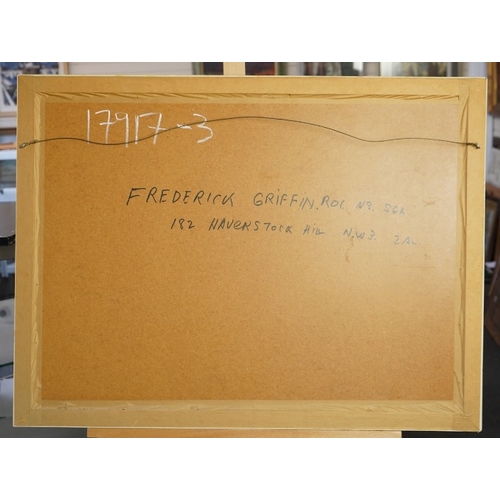 17917-3
FREDERICK GRIFFIN. ROI, NS. SGA
182 HAVERSTOCK Hill N.W.3. 2AL